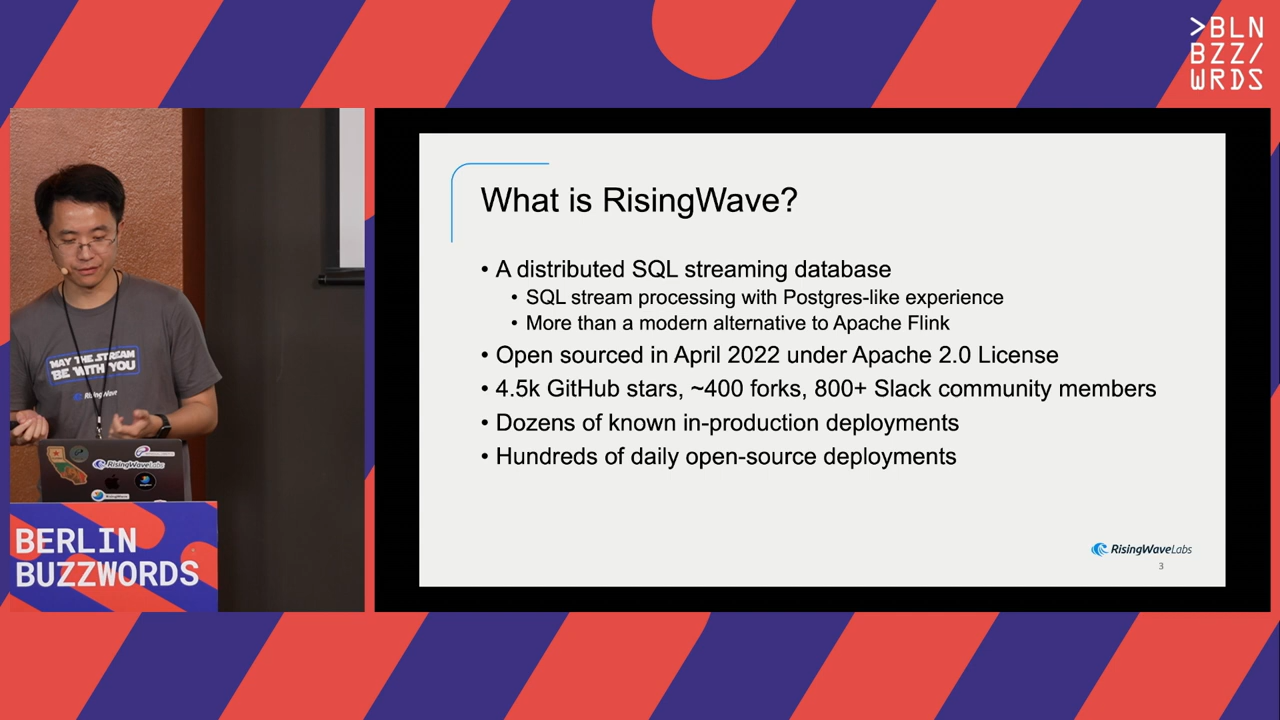 >BLN
BZZ/
WRDS
What is RisingWave?
• A distributed SQL streaming database
• SQL stream processing with Postgres-like experience
• More than a modern alternative to Apache Flink
• Open sourced in April 2022 under Apache 2.0 License
• 4.5k GitHub stars, ~400 forks, 800+ Slack community members
• Dozens of known in-production deployments
• Hundreds of daily open-source deployments
RisingWaveLabs
3
MAY THE STREAM
BE WITH YOU
RisingWave
RisingWaveLabs
RisingWave
BERLIN
BUZZWORDS